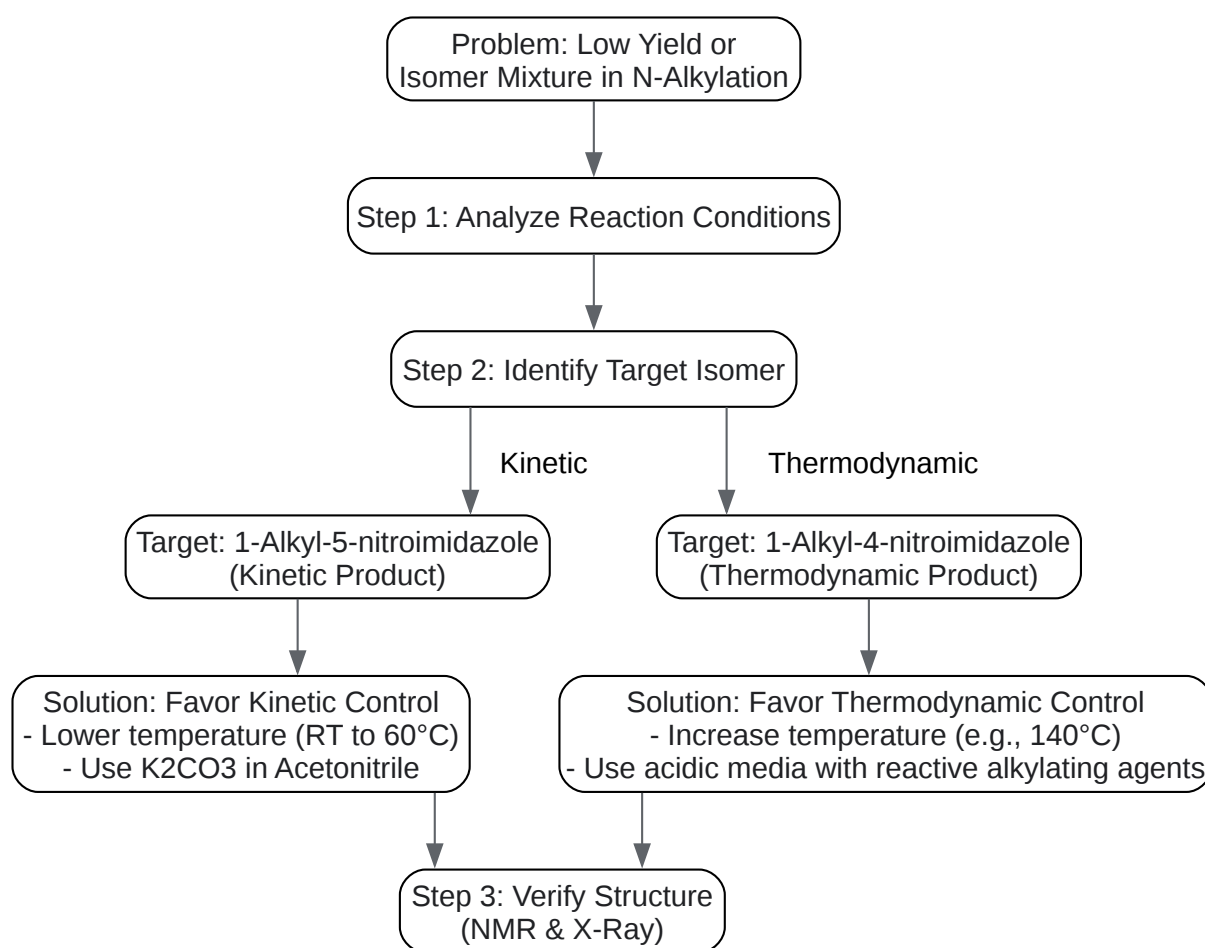 Problem: Low Yield or
Isomer Mixture in N-Alkylation
Step 1: Analyze Reaction Conditions
Step 2: Identify Target Isomer
Kinetic
Thermodynamic
Target: 1-Alkyl-5-nitroimidazole
(Kinetic Product)
Target: 1-Alkyl-4-nitroimidazole
(Thermodynamic Product)
Solution: Favor Kinetic Control
- Lower temperature (RT to 60°C)
- Use K2CO3 in Acetonitrile
Solution: Favor Thermodynamic Control
- Increase temperature (e.g., 140°C)
- Use acidic media with reactive alkylating agents
Step 3: Verify Structure
(NMR & X-Ray)